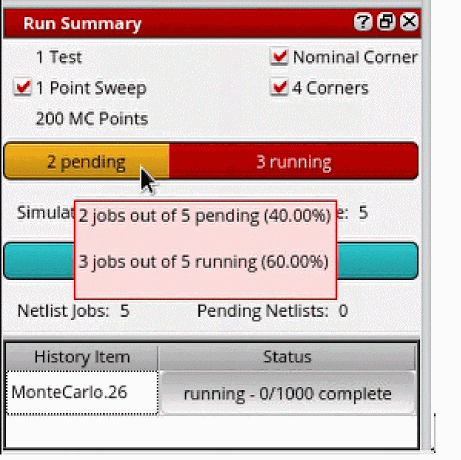 Run Summary
1 Test
Nominal Corner
1 Point Sweep
4 Corners
200 MC Points
2 pending
3 running
2 jobs out of 5 pending (40.00%)
5
3 jobs out of 5 running (60.00%)
Netlist Jobs: 5
Pending Netlists: 0
History Item
Status
MonteCarlo.26
running - 0/1000 complete